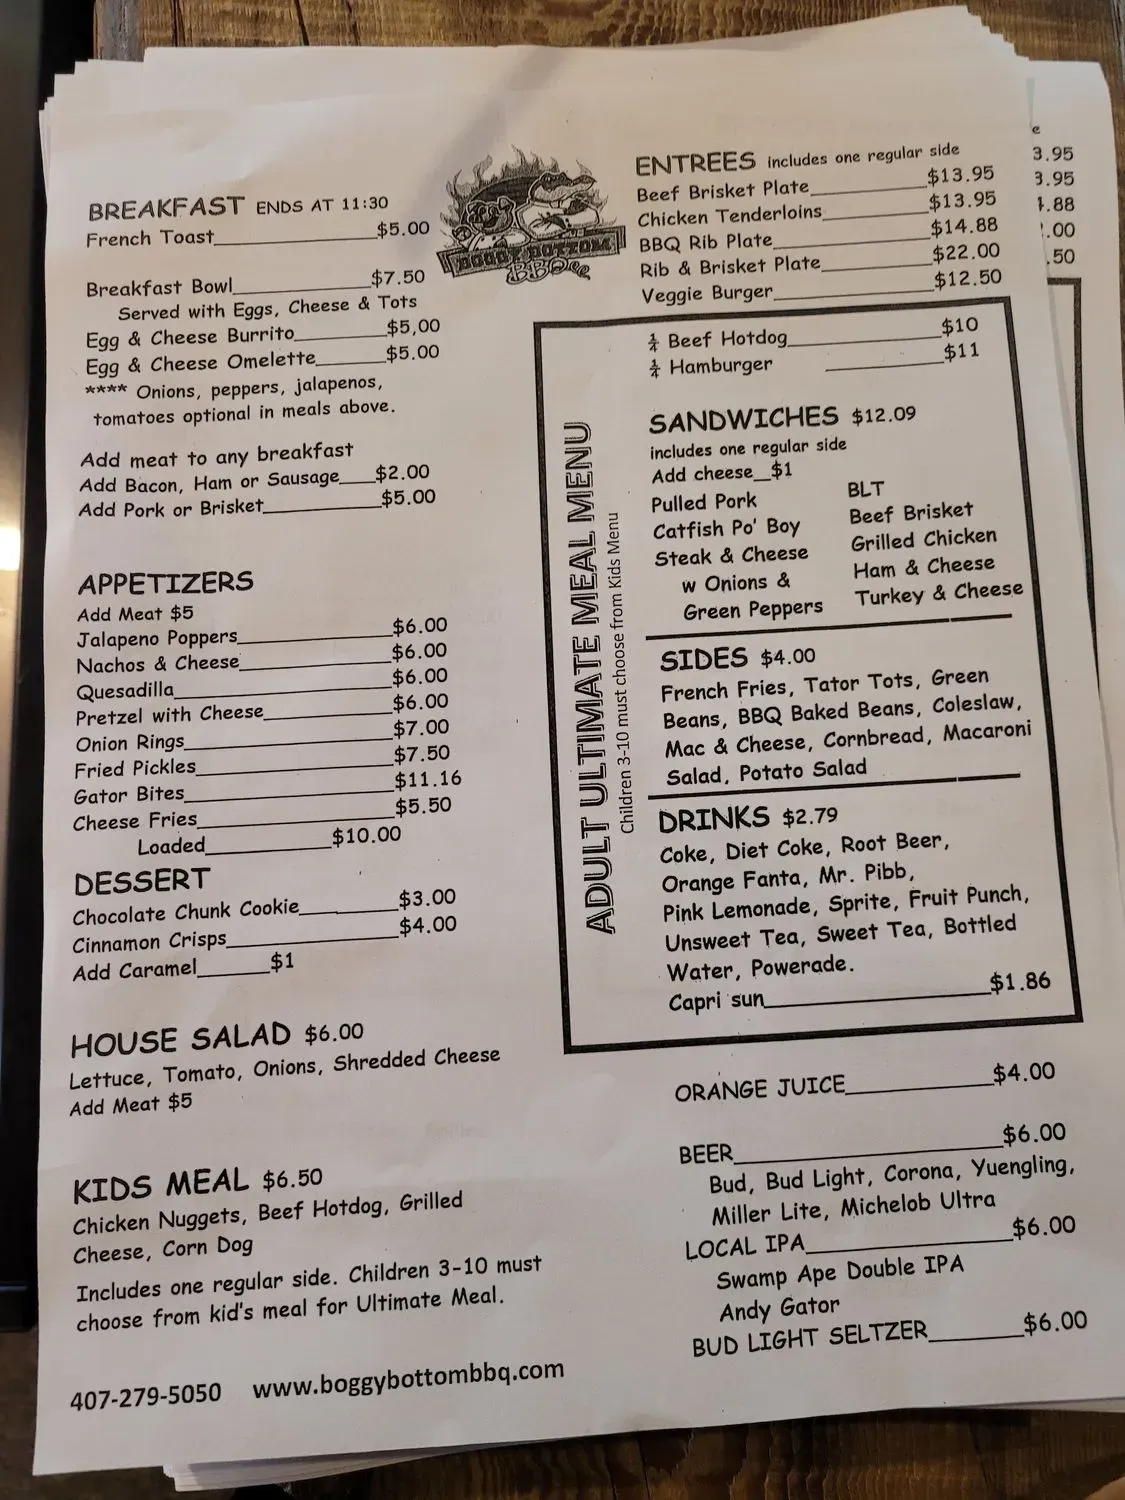 BREAKFAST ENDS AT 11:30
French Toast $5.00
Breakfast Bowl $7.50
Served with Eggs, Cheese & Tots
Egg & Cheese Burrito $5,00
Egg & Cheese Omelette $5.00
**** Onions, peppers, jalapenos,
tomatoes optional in meals above.
Add meat to any breakfast
Add Bacon, Ham or Sausage $2.00
Add Pork or Brisket $5.00
APPETIZERS
Add Meat $5
Jalapeno Poppers $6.00
Nachos & Cheese $6.00
Quesadilla $6.00
Pretzel with Cheese $6.00
Onion Rings $7.00
Fried Pickles $7.50
Gator Bites $11.16
Cheese Fries $5.50
Loaded $10.00
DESSERT
Chocolate Chunk Cookie $3.00
Cinnamon Crisps $4.00
Add Caramel $1
HOUSE SALAD $6.00
Lettuce, Tomato, Onions, Shredded Cheese
Add Meat $5
KIDS MEAL $6.50
Chicken Nuggets, Beef Hotdog, Grilled
Cheese, Corn Dog
Includes one regular side. Children 3-10 must
choose from kid's meal for Ultimate Meal.
407-279-5050 www.boggybottombbq.com
BOGGY BOTTOM
BBQ
ENTREES includes one regular side
Beef Brisket Plate $13.95
Chicken Tenderloins $13.95
BBQ Rib Plate $14.88
Rib & Brisket Plate $22.00
Veggie Burger $12.50
ADULT ULTIMATE MEAL MENU
Children 3-10 must choose from Kids Menu
¼ Beef Hotdog $10
¼ Hamburger $11
SANDWICHES $12.09
includes one regular side
Add cheese $1
Pulled Pork
Catfish Po' Boy
Steak & Cheese
w Onions &
Green Peppers
BLT
Beef Brisket
Grilled Chicken
Ham & Cheese
Turkey & Cheese
SIDES $4.00
French Fries, Tator Tots, Green
Beans, BBQ Baked Beans, Coleslaw,
Mac & Cheese, Cornbread, Macaroni
Salad, Potato Salad
DRINKS $2.79
Coke, Diet Coke, Root Beer,
Orange Fanta, Mr. Pibb,
Pink Lemonade, Sprite, Fruit Punch,
Unsweet Tea, Sweet Tea, Bottled
Water, Powerade.
Capri sun $1.86
ORANGE JUICE $4.00
BEER $6.00
Bud, Bud Light, Corona, Yuengling,
Miller Lite, Michelob Ultra
LOCAL IPA $6.00
Swamp Ape Double IPA
Andy Gator
BUD LIGHT SELTZER $6.00
e
3.95
3.95
.88
.00
.50